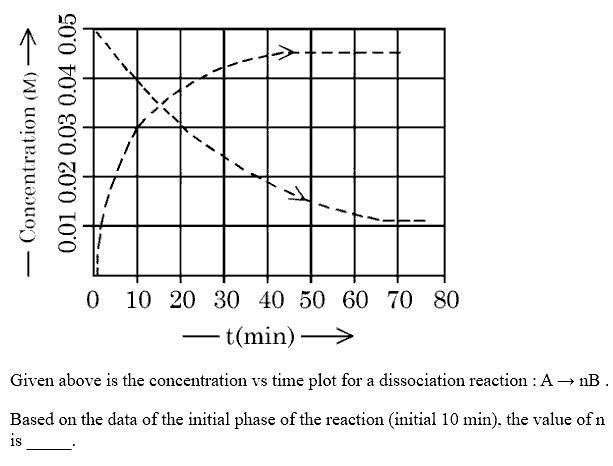 — Concentration (M) →
0.01 0.02 0.03 0.04 0.05
0 10 20 30 40 50 60 70 80
— t(min) →
Given above is the concentration vs time plot for a dissociation reaction : A → nB .
Based on the data of the initial phase of the reaction (initial 10 min), the value of n
is _____.